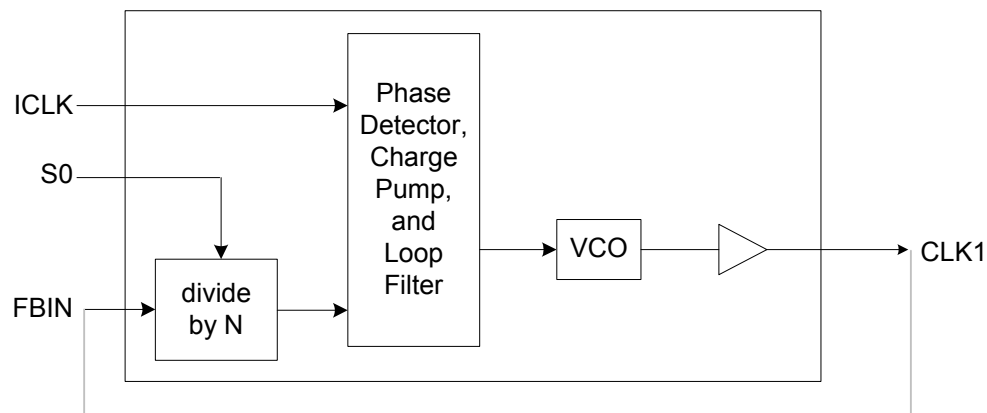 ICLK
S0
FBIN
divide
by N
Phase
Detector,
Charge
Pump,
and
Loop
Filter
VCO
CLK1